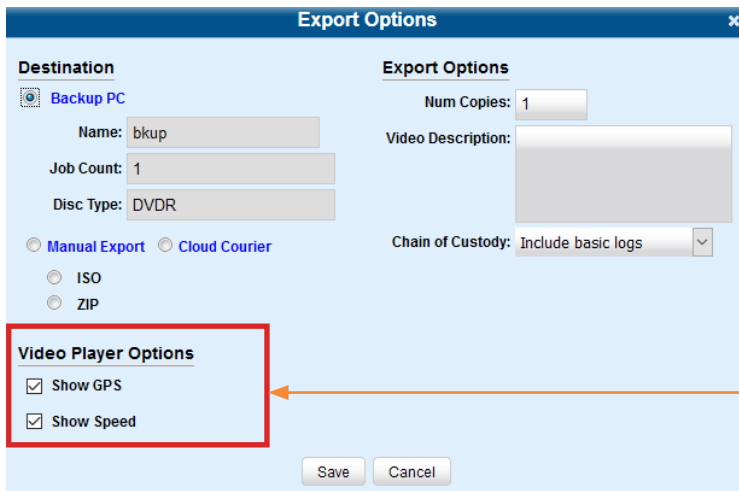 Export Options
Destination
Backup PC
Name: bkup
Job Count: 1
Disc Type: DVDR
Manual Export Cloud Courier
ISO
ZIP
Video Player Options
Show GPS
Show Speed
Export Options
Num Copies: 1
Video Description:
Chain of Custody: Include basic logs
Save Cancel